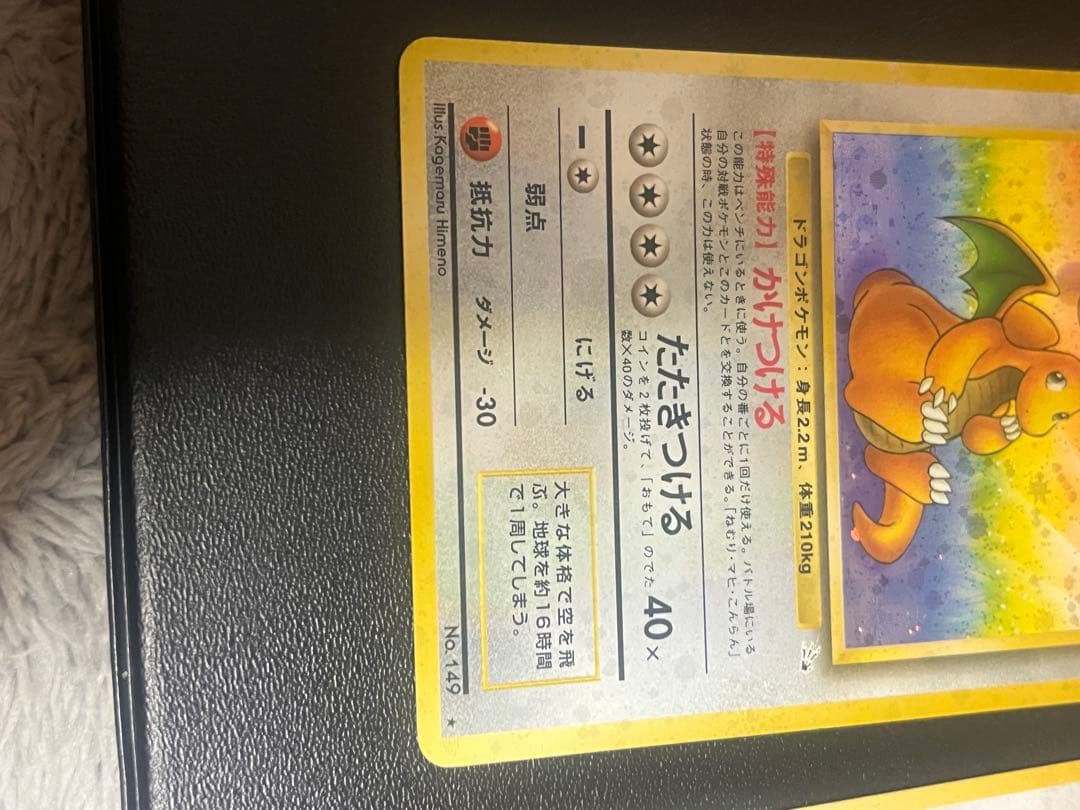 ドラゴンポケモン：身長2.2m、体重210kg
【特殊能力】かけつける
この能力はベンチにいるときに使う。自分の番ごとに1回だけ使える。バトル場にいる
自分の対戦ポケモンとこのカードとを交換することができる。「ねむり・マヒ・こんらん」
状態の時、この力は使えない。
たたきつける 40×
コインを2枚投げて、「おもて」のでた
数×40のダメージ。
にげる
弱点
抵抗力 ダメージ -30
大きな体格で空を飛
ぶ。地球を約16時間
で1周してしまう。
Illus.Kagemaru Himeno
No.149 ★